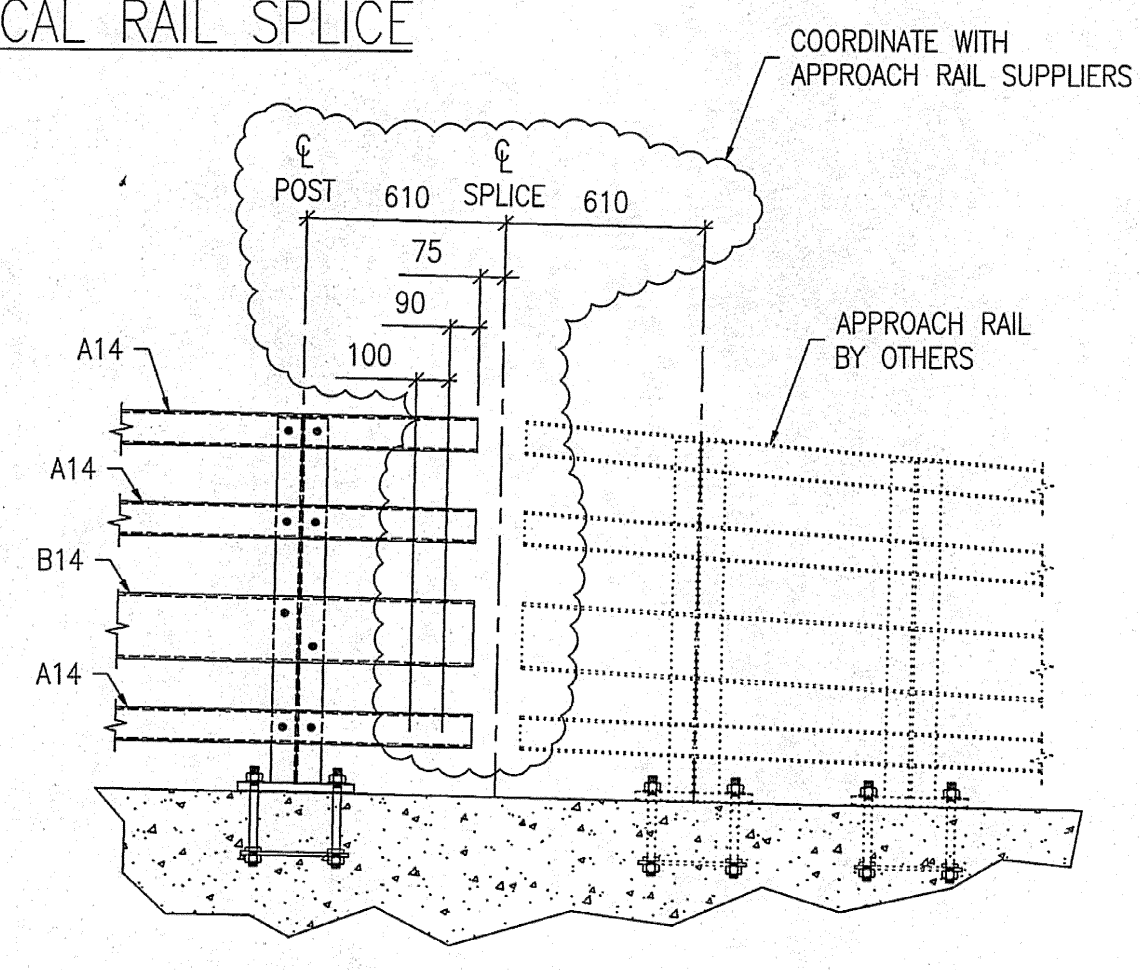 CAL RAIL SPLICE
COORDINATE WITH
APPROACH RAIL SUPPLIERS
℄
POST
℄
SPLICE
610
610
75
90
100
APPROACH RAIL
BY OTHERS
A14
A14
B14
A14